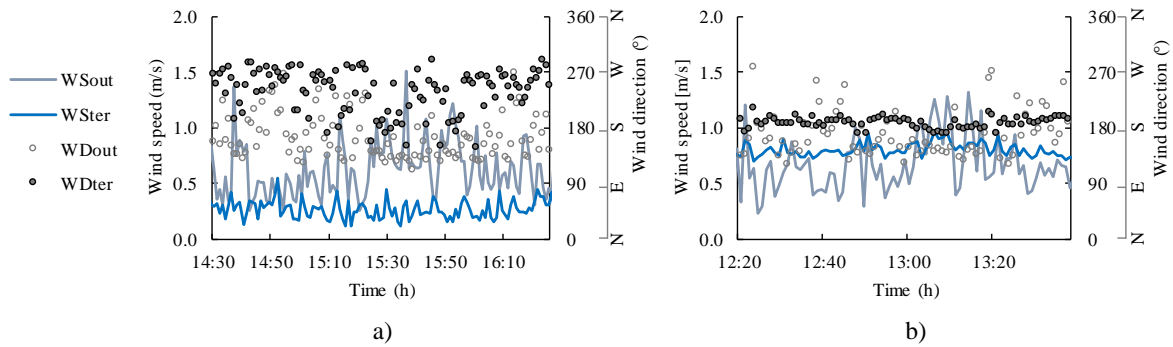 WSout
WSter
WDout
WDter
2.0
1.5
1.0
0.5
0.0
Wind speed (m/s)
14:30 14:50 15:10 15:30 15:50 16:10
Time (h)
360
270
180
90
0
N E S W N
Wind direction (°)
a)
2.0
1.5
1.0
0.5
0.0
Wind speed [m/s]
12:20 12:40 13:00 13:20
Time (h)
360
270
180
90
0
N E S W N
Wind direction (°)
b)